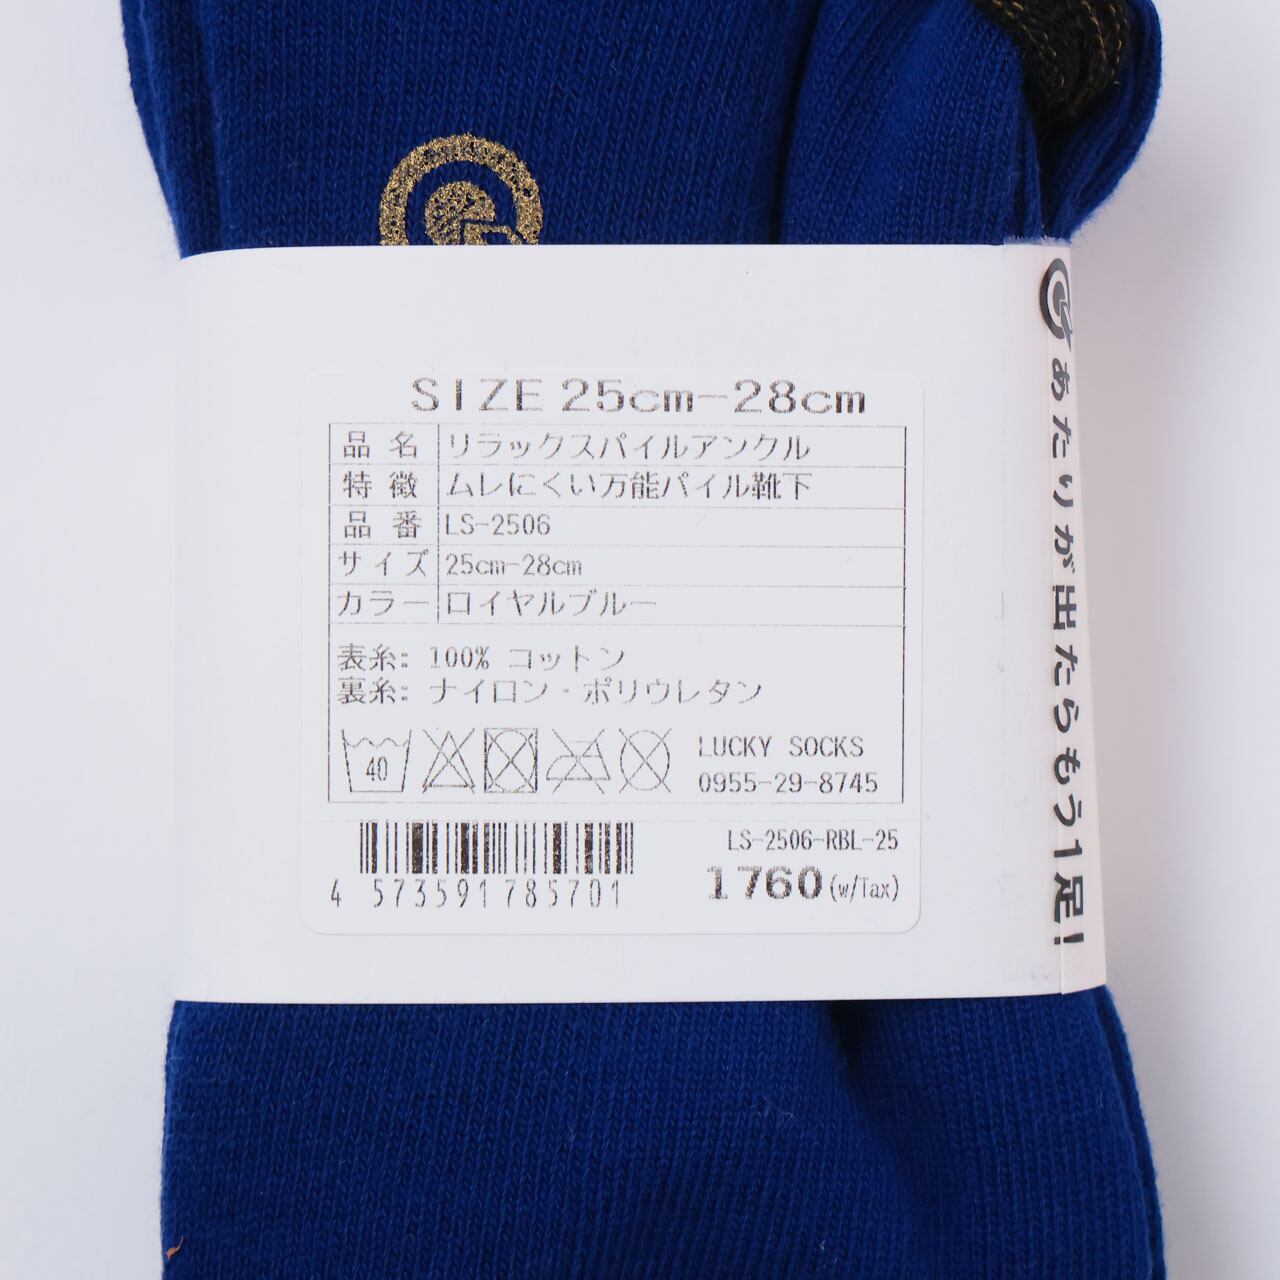 SIZE 25cm-28cm
品名 リラックスパイルアンクル
特徴 ムレにくい万能パイル靴下
品番 LS-2506
サイズ 25cm-28cm
カラー ロイヤルブルー
表糸: 100% コットン
裏糸: ナイロン・ポリウレタン
40
LUCKY SOCKS
0955-29-8745
LS-2506-RBL-25
4 573591 785701
1760(w/Tax)
あたりが出たらもう1足!